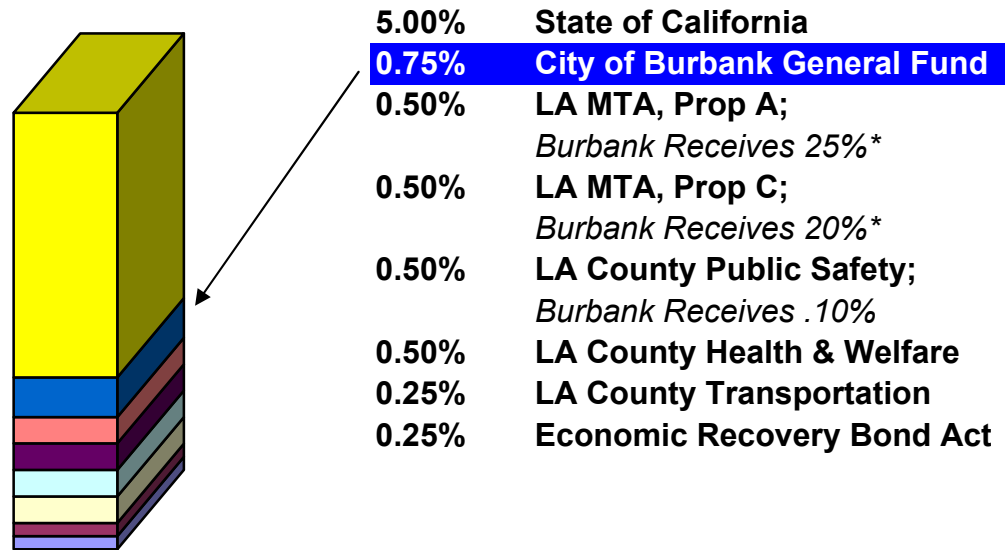 5.00% State of California
0.75% City of Burbank General Fund
0.50% LA MTA, Prop A;
Burbank Receives 25%*
0.50% LA MTA, Prop C;
Burbank Receives 20%*
0.50% LA County Public Safety;
Burbank Receives .10%
0.50% LA County Health & Welfare
0.25% LA County Transportation
0.25% Economic Recovery Bond Act